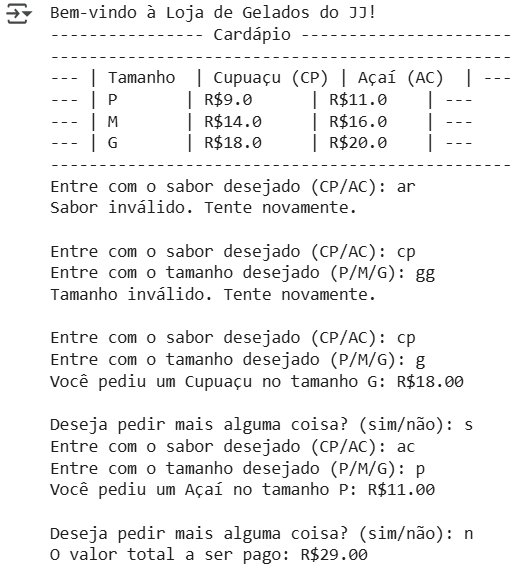 Bem-vindo à Loja de Gelados do JJ!
---------------- Cardápio ----------------------
------------------------------------------------
--- | Tamanho  | Cupuaçu (CP) | Açaí (AC)  | ---
--- | P       | R$9.0      | R$11.0    | ---
--- | M       | R$14.0     | R$16.0    | ---
--- | G       | R$18.0     | R$20.0    | ---
------------------------------------------------
Entre com o sabor desejado (CP/AC): ar
Sabor inválido. Tente novamente.

Entre com o sabor desejado (CP/AC): cp
Entre com o tamanho desejado (P/M/G): gg
Tamanho inválido. Tente novamente.

Entre com o sabor desejado (CP/AC): cp
Entre com o tamanho desejado (P/M/G): g
Você pediu um Cupuaçu no tamanho G: R$18.00

Deseja pedir mais alguma coisa? (sim/não): s
Entre com o sabor desejado (CP/AC): ac
Entre com o tamanho desejado (P/M/G): p
Você pediu um Açaí no tamanho P: R$11.00

Deseja pedir mais alguma coisa? (sim/não): n
O valor total a ser pago: R$29.00